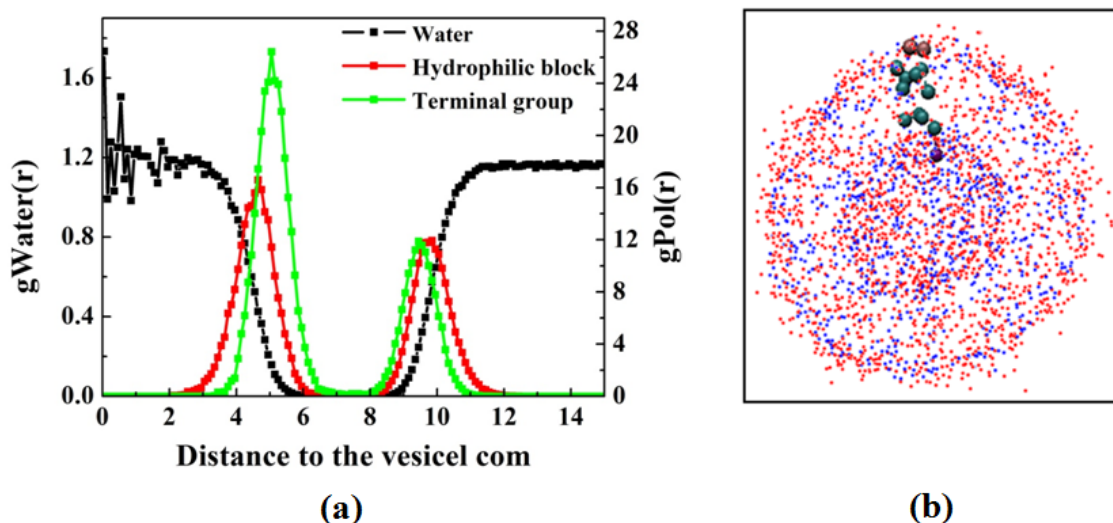 Water
Hydrophilic block
Terminal group
gWater(r)
1.6
1.2
0.8
0.4
0.0
gPol(r)
28
24
20
16
12
8
4
0
0 2 4 6 8 10 12 14
Distance to the vesicel com
(a)
(b)